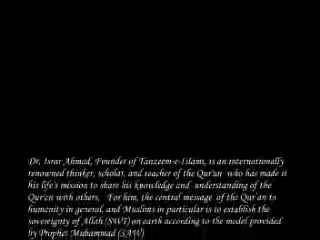 Dr. Israr Ahmad, Founder of Tanzeem-e-Islami, is an internationally
renowned thinker, scholar, and teacher of the Qur'an who has made it
his life's mission to share his knowledge and understanding of the
Qur'an with others. For him, the central message of the Qur'an to
humanity in general, and Muslims in particular is to establish the
sovereignty of Allah (SWT) on earth according to the model provided
by Prophet Muhammad (SAW)